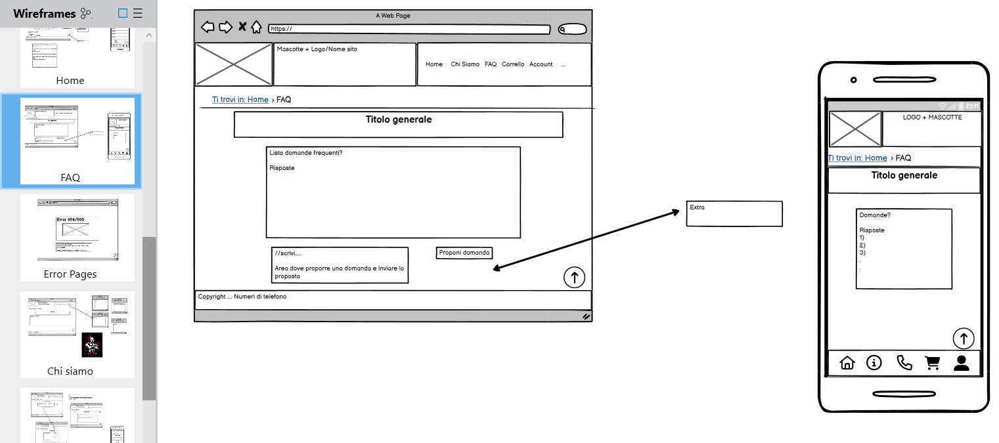 Wireframes
Home
FAQ
Error 404/500
Error Pages
Chi siamo
A Web Page
https://
Mascotte + Logo/Nome sito
Home Chi Siamo FAQ Carrello Account ...
Ti trovi in: Home › FAQ
Titolo generale
Lista domande frequenti?
Risposte
//scrivi....
Area dove proporre una domanda e inviare la
proposta
Proponi domanda
Copyright .... Numeri di telefono
Extra
23:11
LOGO + MASCOTTE
Ti trovi in: Home › FAQ
Titolo generale
Domande?
Risposte
1)
2)
3)
.
.